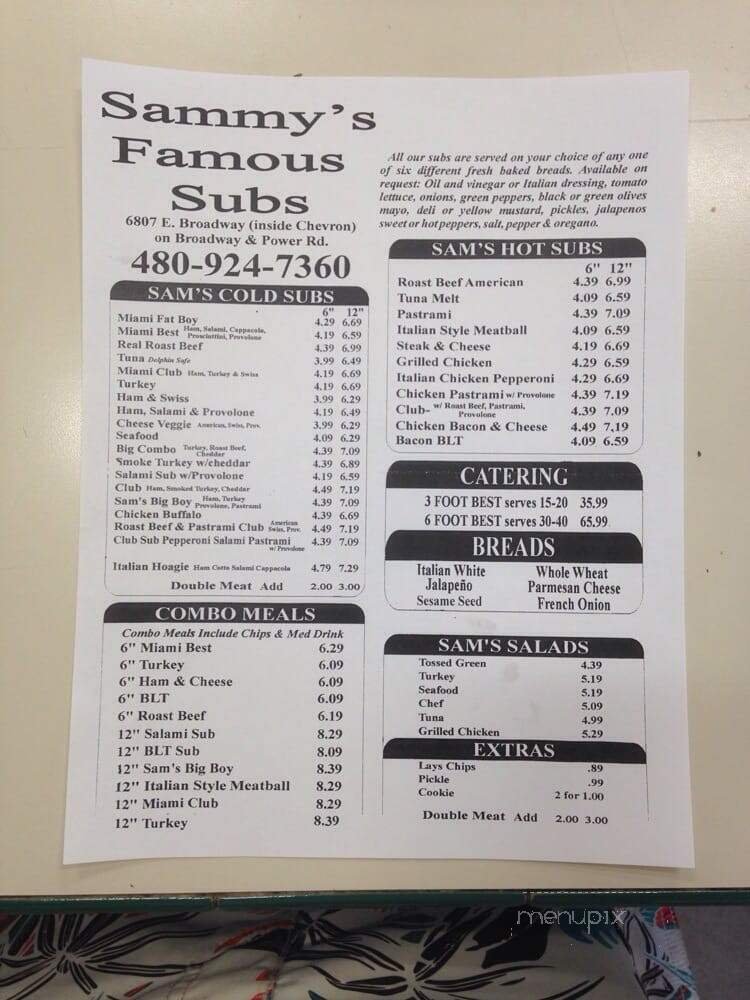 Sammy's
Famous
Subs
6807 E. Broadway (inside Chevron)
on Broadway & Power Rd.
480-924-7360
SAM'S COLD SUBS
6" 12"
Miami Fat Boy 4.29 6.69
Miami Best Ham, Salami, Cappacola, Prosciuttini, Provolone 4.19 6.59
Real Roast Beef 4.39 6.99
Tuna Dolphin Safe 3.99 6.49
Miami Club Ham, Turkey & Swiss 4.19 6.69
Turkey 4.19 6.69
Ham & Swiss 3.99 6.29
Ham, Salami & Provolone 4.19 6.49
Cheese Veggie American, Swiss, Prov. 3.99 6.29
Seafood 4.09 6.29
Big Combo Turkey, Roast Beef, Cheddar 4.39 7.09
Smoke Turkey w/cheddar 4.39 6.89
Salami Sub w/Provolone 4.19 6.59
Club Ham, Smoked Turkey, Cheddar 4.49 7.19
Sam's Big Boy Ham, Turkey Provolone, Pastrami 4.39 7.09
Chicken Buffalo 4.39 6.69
Roast Beef & Pastrami Club American Swiss, Prov. 4.49 7.19
Club Sub Pepperoni Salami Pastrami w/ Provolone 4.39 7.09
Italian Hoagie Ham Cotto Salami Cappacola 4.79 7.29
Double Meat Add 2.00 3.00
COMBO MEALS
Combo Meals Include Chips & Med Drink
6" Miami Best 6.29
6" Turkey 6.09
6" Ham & Cheese 6.09
6" BLT 6.09
6" Roast Beef 6.19
12" Salami Sub 8.29
12" BLT Sub 8.09
12" Sam's Big Boy 8.39
12" Italian Style Meatball 8.29
12" Miami Club 8.29
12" Turkey 8.39
All our subs are served on your choice of any one
of six different fresh baked breads. Available on
request: Oil and vinegar or Italian dressing, tomato
lettuce, onions, green peppers, black or green olives
mayo, deli or yellow mustard, pickles, jalapenos
sweet or hot peppers, salt, pepper & oregano.
SAM'S HOT SUBS
6" 12"
Roast Beef American 4.39 6.99
Tuna Melt 4.09 6.59
Pastrami 4.39 7.09
Italian Style Meatball 4.09 6.59
Steak & Cheese 4.19 6.69
Grilled Chicken 4.29 6.59
Italian Chicken Pepperoni 4.29 6.69
Chicken Pastrami w/ Provolone 4.39 7.19
Club- w/ Roast Beef, Pastrami, Provolone 4.39 7.09
Chicken Bacon & Cheese 4.49 7.19
Bacon BLT 4.09 6.59
CATERING
3 FOOT BEST serves 15-20 35.99
6 FOOT BEST serves 30-40 65.99
BREADS
Italian White Whole Wheat
Jalapeño Parmesan Cheese
Sesame Seed French Onion
SAM'S SALADS
Tossed Green 4.39
Turkey 5.19
Seafood 5.19
Chef 5.09
Tuna 4.99
Grilled Chicken 5.29
EXTRAS
Lays Chips .89
Pickle .99
Cookie 2 for 1.00
Double Meat Add 2.00 3.00
menupix